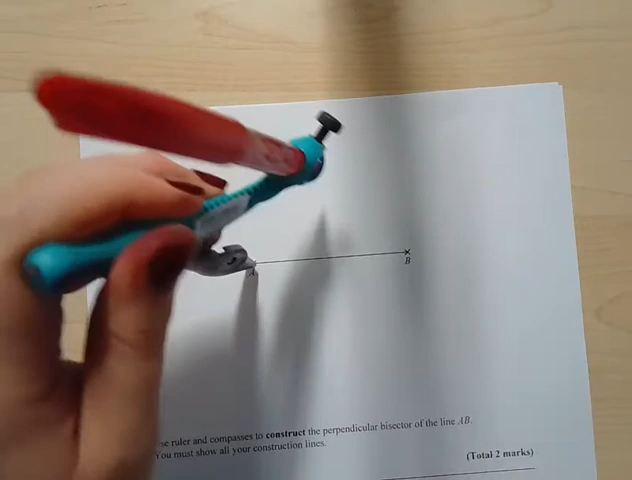 A
B
ruler and compasses to construct the perpendicular bisector of the line AB.
You must show all your construction lines.
(Total 2 marks)